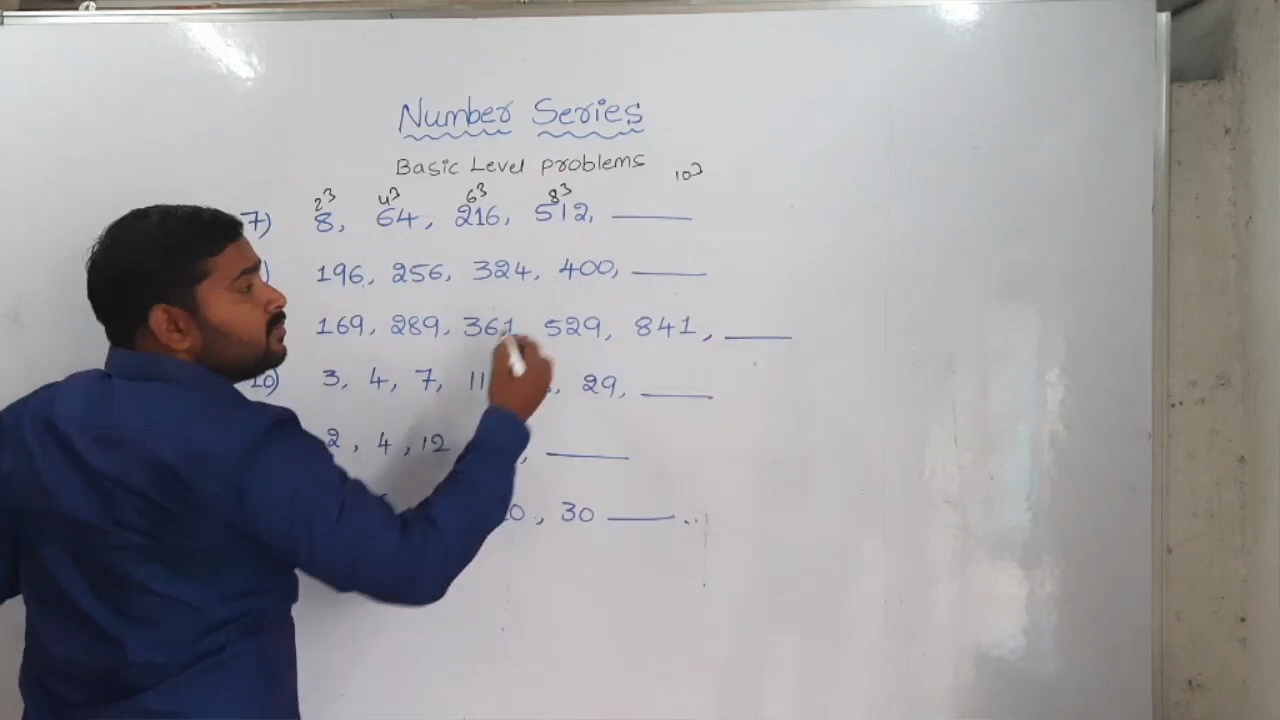 Number Series
Basic Level problems
10³
2³ 4³ 6³ 8³
7) 8, 64, 216, 512, ____
) 196, 256, 324, 400, ____
169, 289, 361, 529, 841, ____
10) 3, 4, 7, 11 , 29, ____
2, 4, 12 , ____
, 30 ____ ...